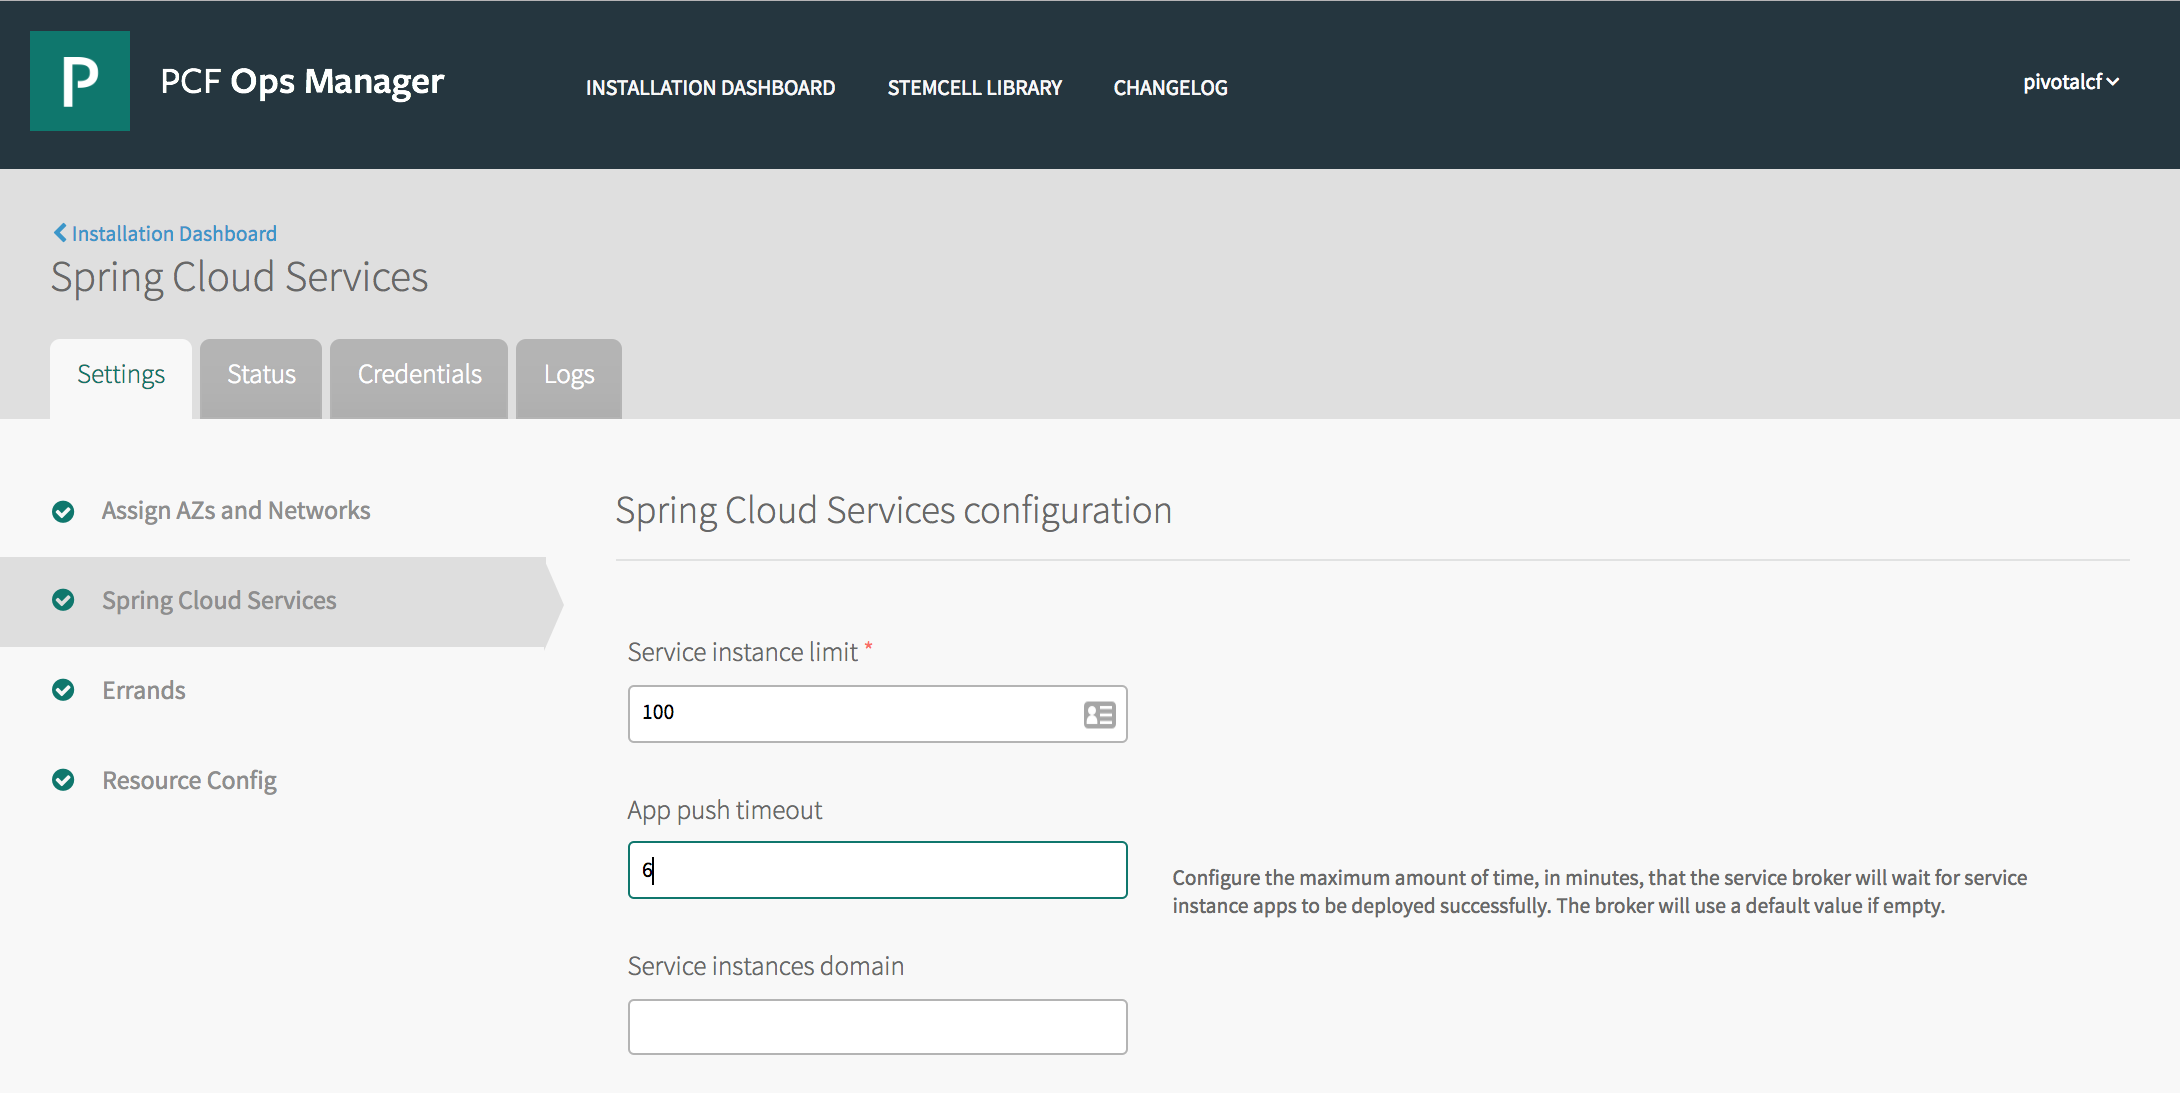 P
PCF Ops Manager
INSTALLATION DASHBOARD
STEMCELL LIBRARY
CHANGELOG
pivotalcf
Installation Dashboard
Spring Cloud Services
Settings
Status
Credentials
Logs
Assign AZs and Networks
Spring Cloud Services
Errands
Resource Config
Spring Cloud Services configuration
Service instance limit *
100
App push timeout
6
Configure the maximum amount of time, in minutes, that the service broker will wait for service
instance apps to be deployed successfully. The broker will use a default value if empty.
Service instances domain